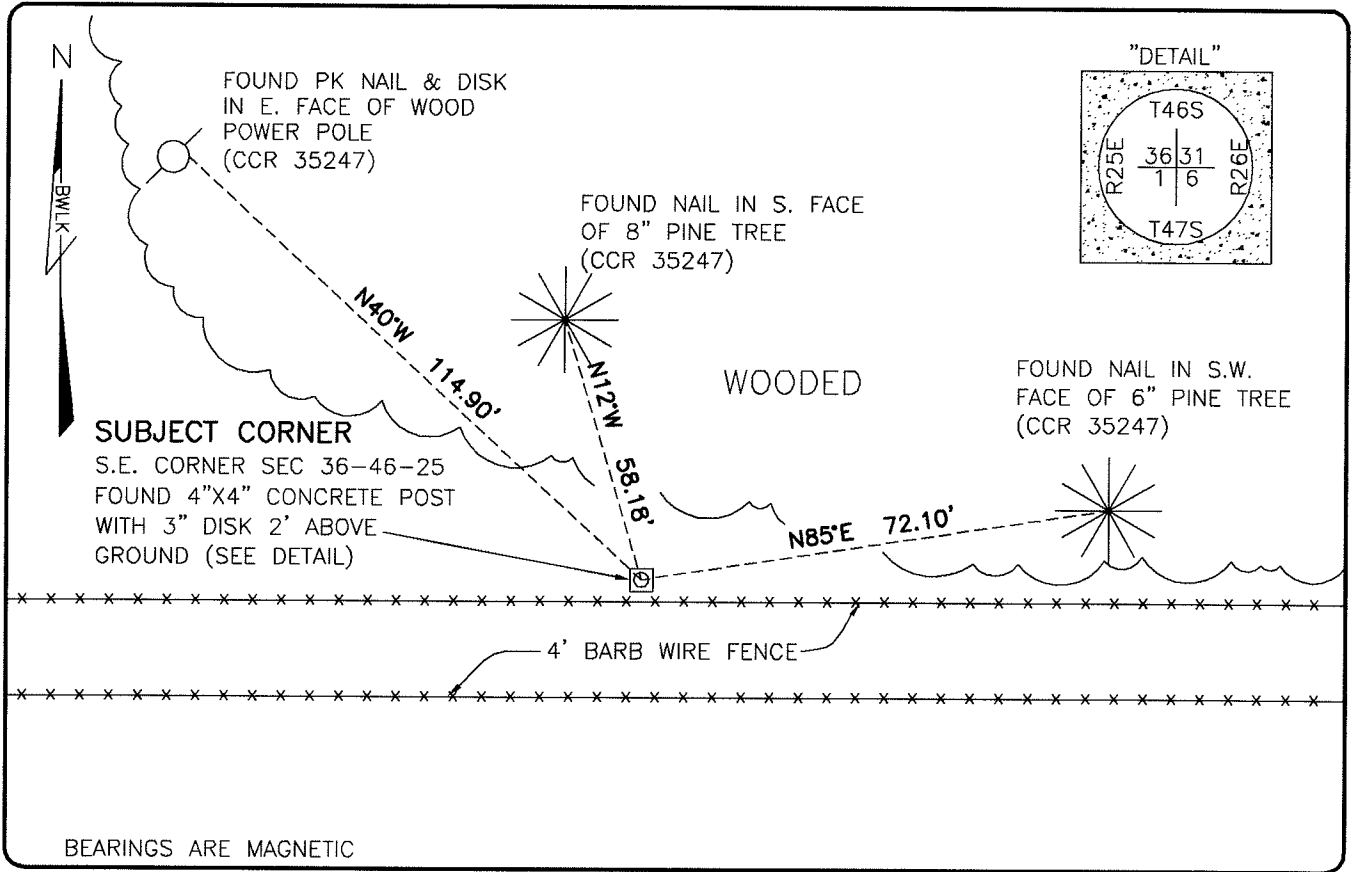 N
BWLK
FOUND PK NAIL & DISK
IN E. FACE OF WOOD
POWER POLE
(CCR 35247)
"DETAIL"
T46S
R25E
36 31
1 6
R26E
T47S
FOUND NAIL IN S. FACE
OF 8" PINE TREE
(CCR 35247)
N40°W 114.90'
N12°W 58.18'
WOODED
FOUND NAIL IN S.W.
FACE OF 6" PINE TREE
(CCR 35247)
N85°E 72.10'
SUBJECT CORNER
S.E. CORNER SEC 36-46-25
FOUND 4"X4" CONCRETE POST
WITH 3" DISK 2' ABOVE
GROUND (SEE DETAIL)
4' BARB WIRE FENCE
BEARINGS ARE MAGNETIC